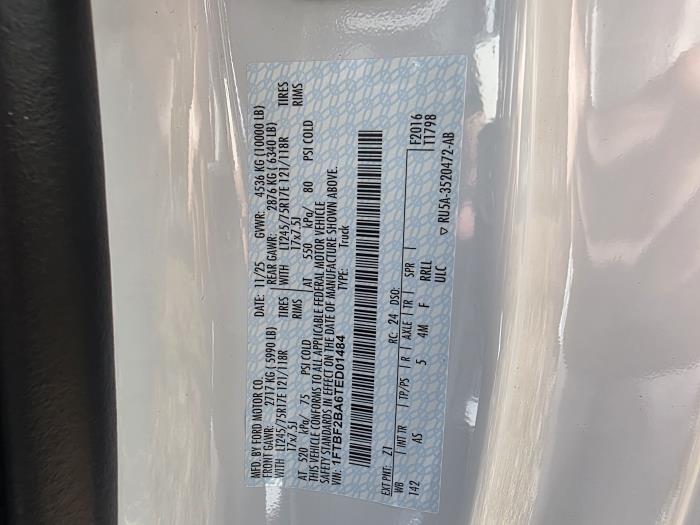 MFD. BY FORD MOTOR CO. DATE: 11/25 GVWR: 4536 KG (10000 LB)
FRONT GAWR: 2717 KG ( 5990 LB) REAR GAWR: 2876 KG ( 6340 LB)
WITH LT245/75R17E 121/118R TIRES WITH LT245/75R17E 121/118R TIRES
17x7.5J RIMS 17x7.5J RIMS
AT 520 kPa/ 75 PSI COLD AT 550 kPa/ 80 PSI COLD
THIS VEHICLE CONFORMS TO ALL APPLICABLE FEDERAL MOTOR VEHICLE
SAFETY STANDARDS IN EFFECT ON THE DATE OF MANUFACTURE SHOWN ABOVE.
VIN: 1FTBF2BA6TED01484 TYPE: Truck
F2016
T1798
EXT PNT: Z1 RC: 24 DSO:
WB INT TR TP/PS R AXLE TR SPR
142 AS 5 4M F RRLL
ULC
▽ RU5A-3520472-AB